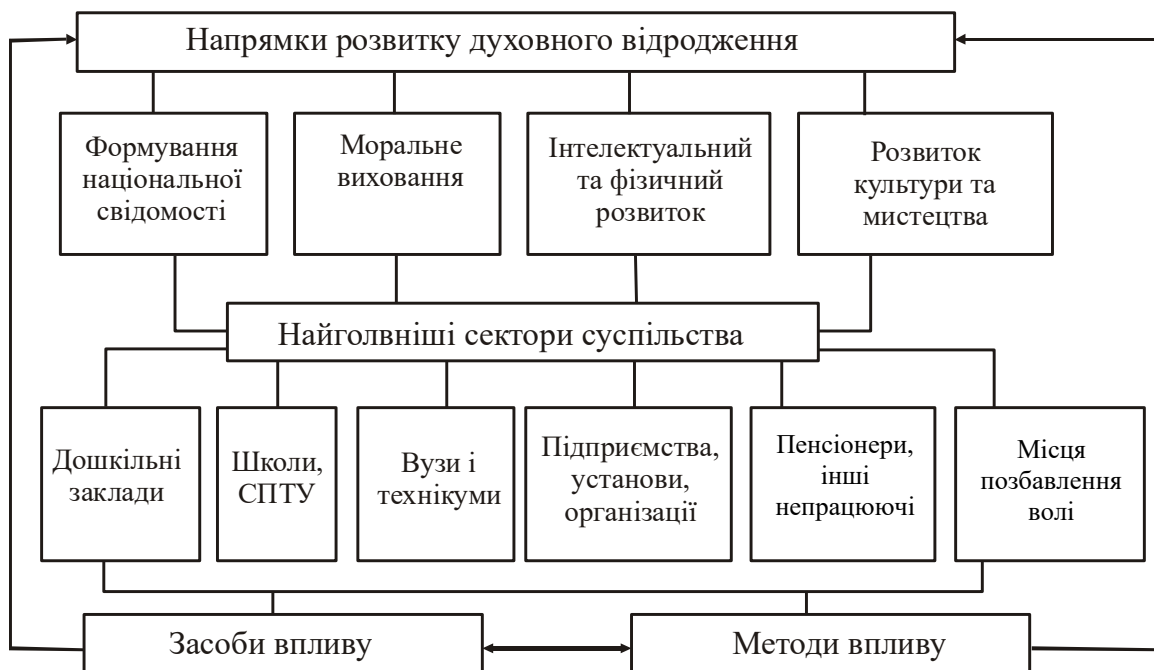 Напрямки розвитку духовного відродження
Формування
національної
свідомості
Моральне
виховання
Інтелектуальний
та фізичний
розвиток
Розвиток
культури та
мистецтва
Найголвніші сектори суспільства
Дошкільні
заклади
Школи,
СПТУ
Вузи і
технікуми
Підприємства,
установи,
організації
Пенсіонери,
інші
непрацюючі
Місця
позбавлення
волі
Засоби впливу
Методи впливу